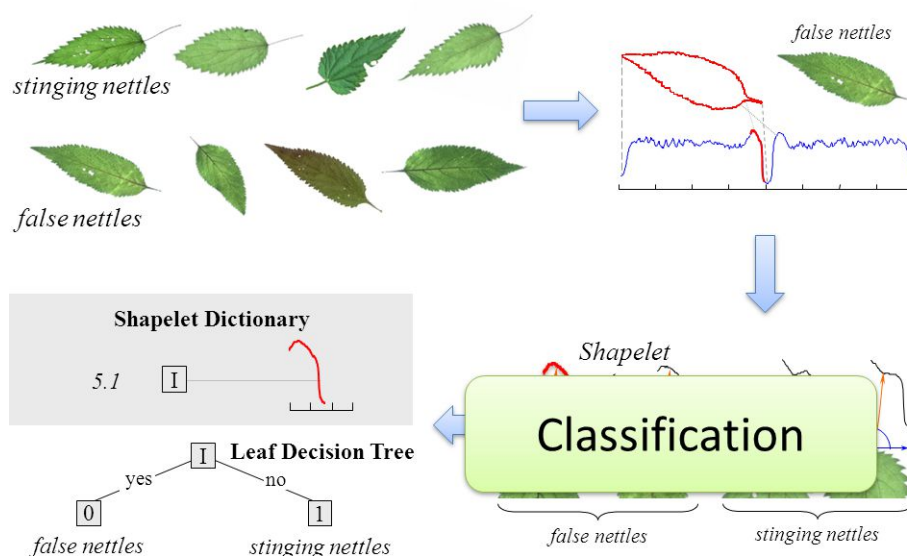 stinging nettles
false nettles
false nettles
Shapelet Dictionary
5.1
I
Leaf Decision Tree
I
yes
no
0
1
false nettles
stinging nettles
Shapelet
Classification
false nettles
stinging nettles